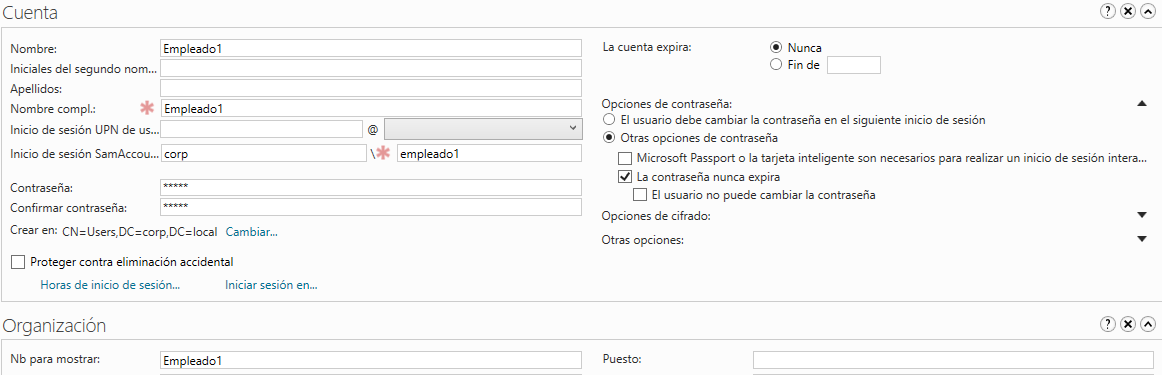 Cuenta
Nombre: Empleado1
Iniciales del segundo nom...
Apellidos:
Nombre compl.: * Empleado1
Inicio de sesión UPN de us... @
Inicio de sesión SamAccou... corp \ * empleado1
Contraseña: *****
Confirmar contraseña: *****
Crear en: CN=Users,DC=corp,DC=local Cambiar...
Proteger contra eliminación accidental
Horas de inicio de sesión... Iniciar sesión en...
La cuenta expira: Nunca
Fin de
Opciones de contraseña:
El usuario debe cambiar la contraseña en el siguiente inicio de sesión
Otras opciones de contraseña
Microsoft Passport o la tarjeta inteligente son necesarios para realizar un inicio de sesión intera...
La contraseña nunca expira
El usuario no puede cambiar la contraseña
Opciones de cifrado:
Otras opciones:
Organización
Nb para mostrar: Empleado1
Puesto: